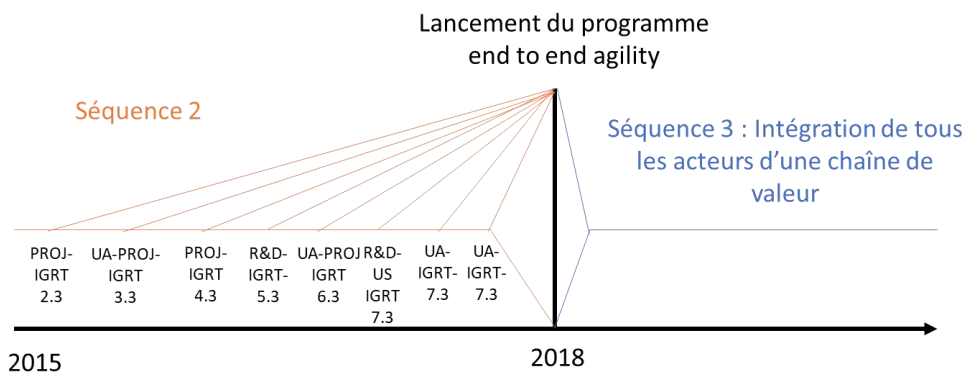 Lancement du programme
end to end agility
Séquence 2
Séquence 3 : Intégration de tous
les acteurs d’une chaîne de
valeur
PROJ-
IGRT
2.3
UA-PROJ-
IGRT
3.3
PROJ-
IGRT
4.3
R&D-
IGRT-
5.3
UA-PROJ
IGRT
6.3
R&D-
US
IGRT
7.3
UA-
IGRT-
7.3
UA-
IGRT-
7.3
2015
2018